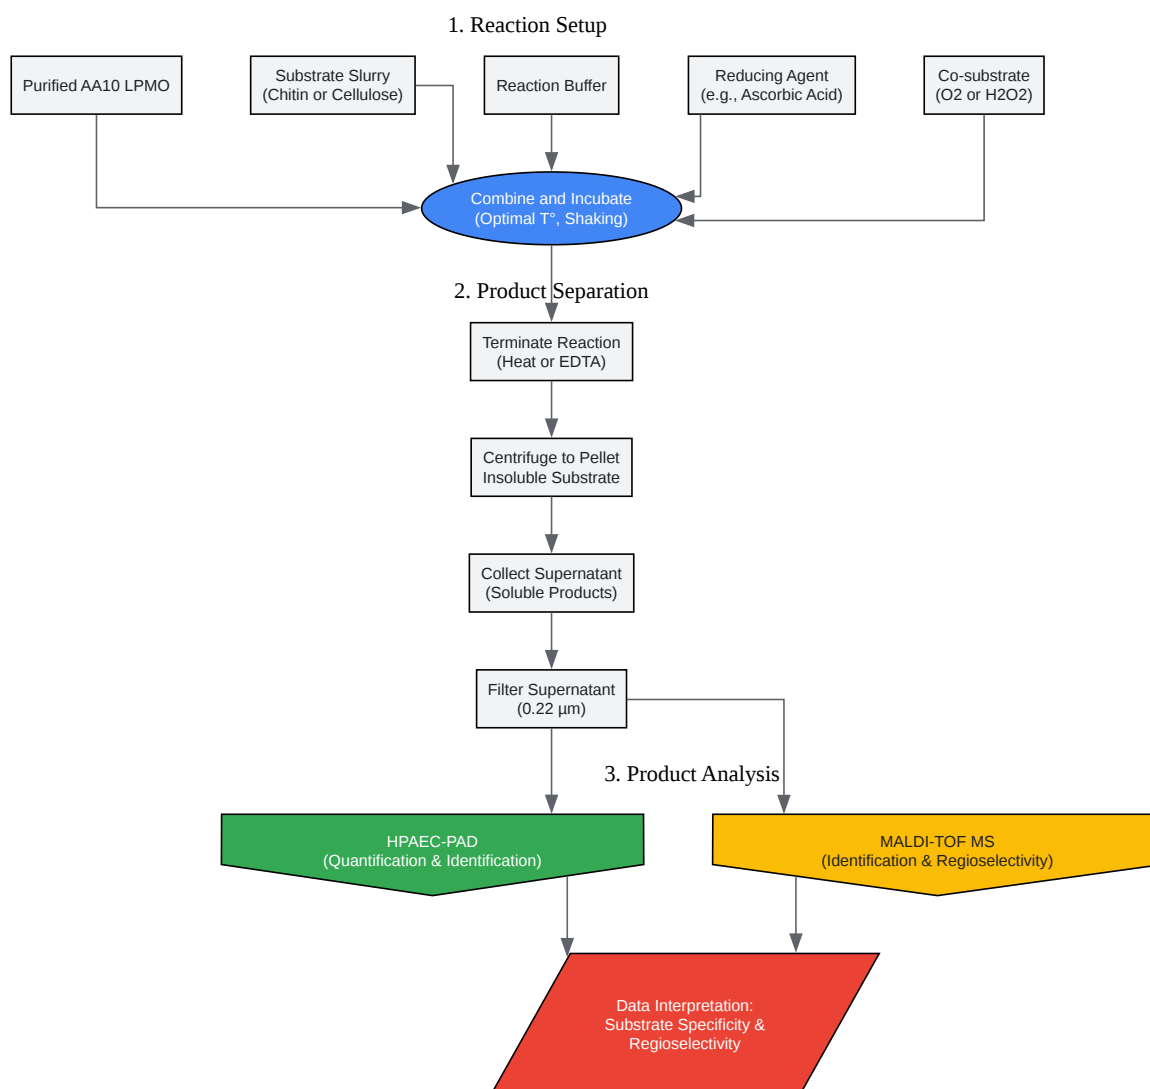 1. Reaction Setup
Purified AA10 LPMO
Substrate Slurry
(Chitin or Cellulose)
Reaction Buffer
Reducing Agent
(e.g., Ascorbic Acid)
Co-substrate
(O2 or H2O2)
Combine and Incubate
(Optimal T°, Shaking)
2. Product Separation
Terminate Reaction
(Heat or EDTA)
Centrifuge to Pellet
Insoluble Substrate
Collect Supernatant
(Soluble Products)
Filter Supernatant
(0.22 µm)
3. Product Analysis
HPAEC-PAD
(Quantification & Identification)
MALDI-TOF MS
(Identification & Regioselectivity)
Data Interpretation:
Substrate Specificity &
Regioselectivity